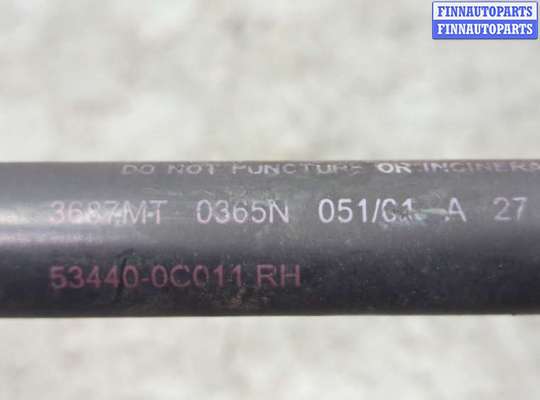 FINNAUTOPARTS
FINNAUTOPARTS
DO NOT PUNCTURE OR INCINERA
3687MT 0365N 051/01 A 27
53440-0C011 RH